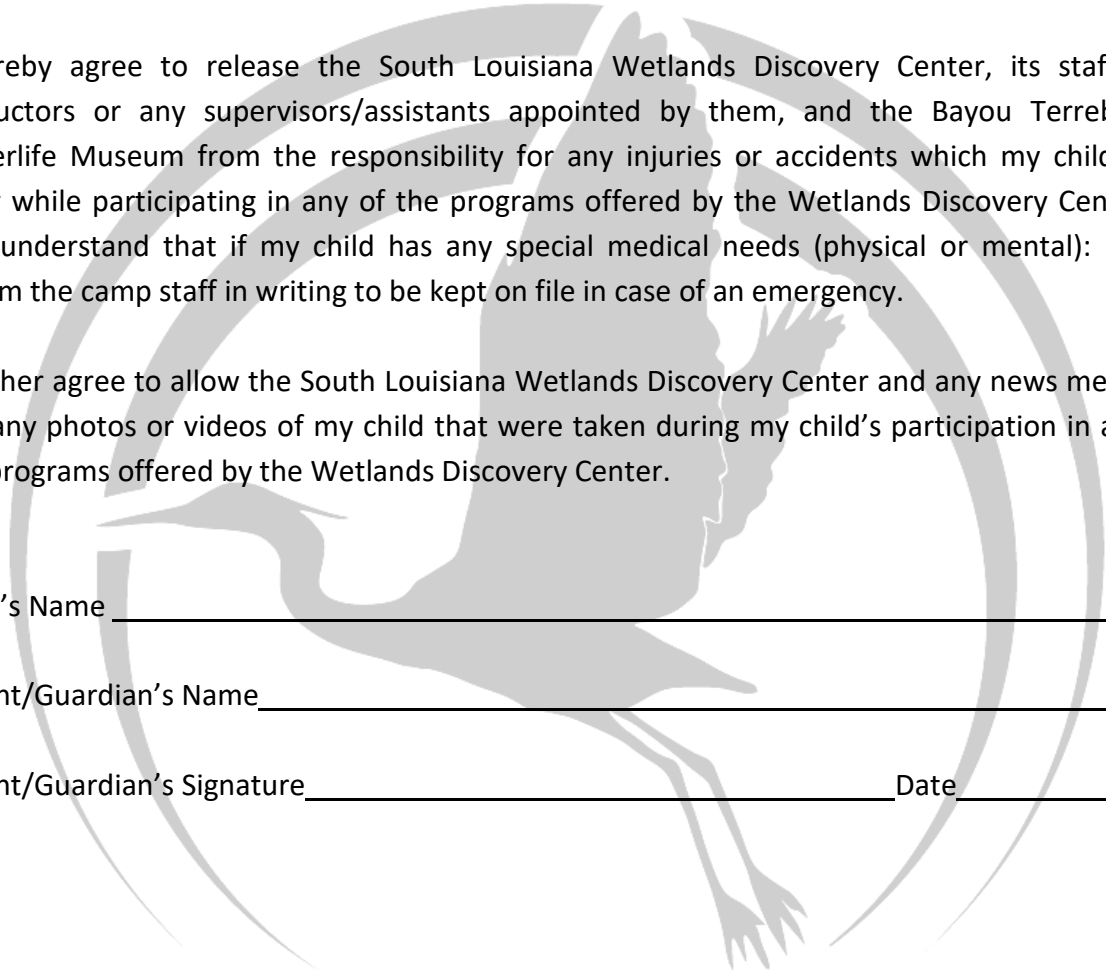 reby agree to release the South Louisiana Wetlands Discovery Center, its staf
uctors or any supervisors/assistants appointed by them, and the Bayou Terreb
erlife Museum from the responsibility for any injuries or accidents which my child
while participating in any of the programs offered by the Wetlands Discovery Cen
understand that if my child has any special medical needs (physical or mental):
m the camp staff in writing to be kept on file in case of an emergency.
her agree to allow the South Louisiana Wetlands Discovery Center and any news me
any photos or videos of my child that were taken during my child’s participation in a
programs offered by the Wetlands Discovery Center.
’s Name
nt/Guardian’s Name
nt/Guardian’s Signature Date